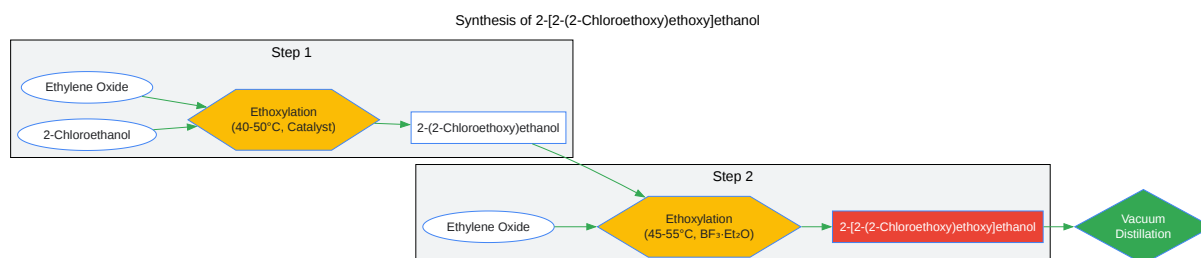 Synthesis of 2-[2-(2-Chloroethoxy)ethoxy]ethanol
Step 1
Ethylene Oxide
2-Chloroethanol
Ethoxylation
(40-50°C, Catalyst)
2-(2-Chloroethoxy)ethanol
Step 2
Ethylene Oxide
Ethoxylation
(45-55°C, BF₃·Et₂O)
2-[2-(2-Chloroethoxy)ethoxy]ethanol
Vacuum
Distillation